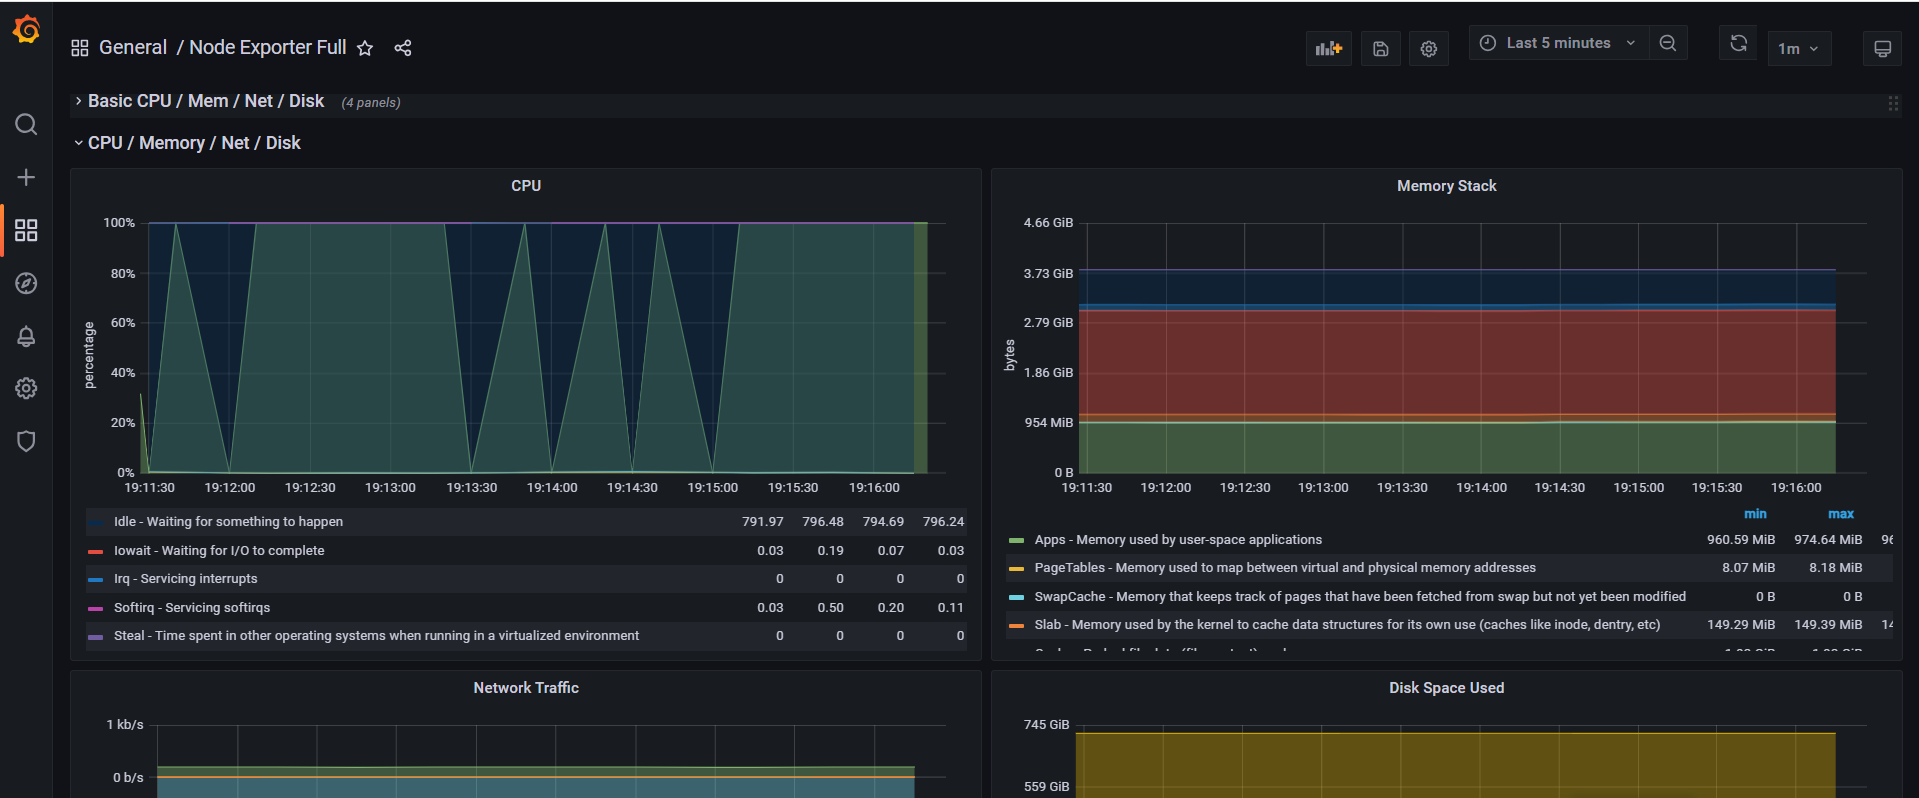 General / Node Exporter Full
Last 5 minutes
1m
Basic CPU / Mem / Net / Disk (4 panels)
CPU / Memory / Net / Disk
CPU
percentage
100%
80%
60%
40%
20%
0%
19:11:30 19:12:00 19:12:30 19:13:00 19:13:30 19:14:00 19:14:30 19:15:00 19:15:30 19:16:00
Idle - Waiting for something to happen 791.97 796.48 794.69 796.24
Iowait - Waiting for I/O to complete 0.03 0.19 0.07 0.03
Irq - Servicing interrupts 0 0 0 0
Softirq - Servicing softirqs 0.03 0.50 0.20 0.11
Steal - Time spent in other operating systems when running in a virtualized environment 0 0 0 0
Memory Stack
bytes
4.66 GiB
3.73 GiB
2.79 GiB
1.86 GiB
954 MiB
0 B
19:11:30 19:12:00 19:12:30 19:13:00 19:13:30 19:14:00 19:14:30 19:15:00 19:15:30 19:16:00
min max
Apps - Memory used by user-space applications 960.59 MiB 974.64 MiB
PageTables - Memory used to map between virtual and physical memory addresses 8.07 MiB 8.18 MiB
SwapCache - Memory that keeps track of pages that have been fetched from swap but not yet been modified 0 B 0 B
Slab - Memory used by the kernel to cache data structures for its own use (caches like inode, dentry, etc) 149.29 MiB 149.39 MiB
Network Traffic
1 kb/s
0 b/s
Disk Space Used
745 GiB
559 GiB